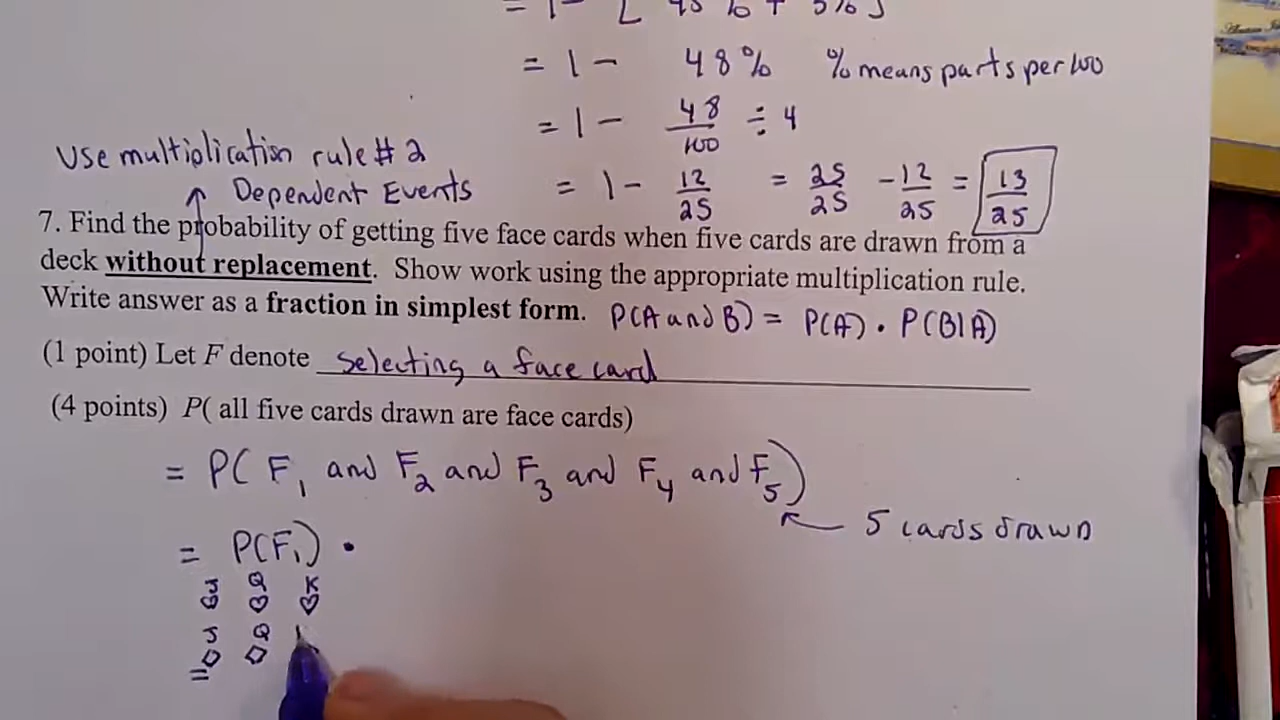 = 1 - [ 45% + 3% ]
= 1 - 48% % means parts per 100
= 1 - 48/100 ÷ 4
Use multiplication rule # 2
Dependent Events
= 1 - 12/25 = 25/25 - 12/25 = 13/25
7. Find the probability of getting five face cards when five cards are drawn from a
deck without replacement. Show work using the appropriate multiplication rule.
Write answer as a fraction in simplest form. P(A and B) = P(A) · P(B|A)
(1 point) Let F denote selecting a face card
(4 points) P( all five cards drawn are face cards)
= P( F₁ and F₂ and F₃ and F₄ and F₅)
5 cards drawn
= P(F₁) ·
J Q K
♡ ♡ ♡
J Q
◇ ◇
=